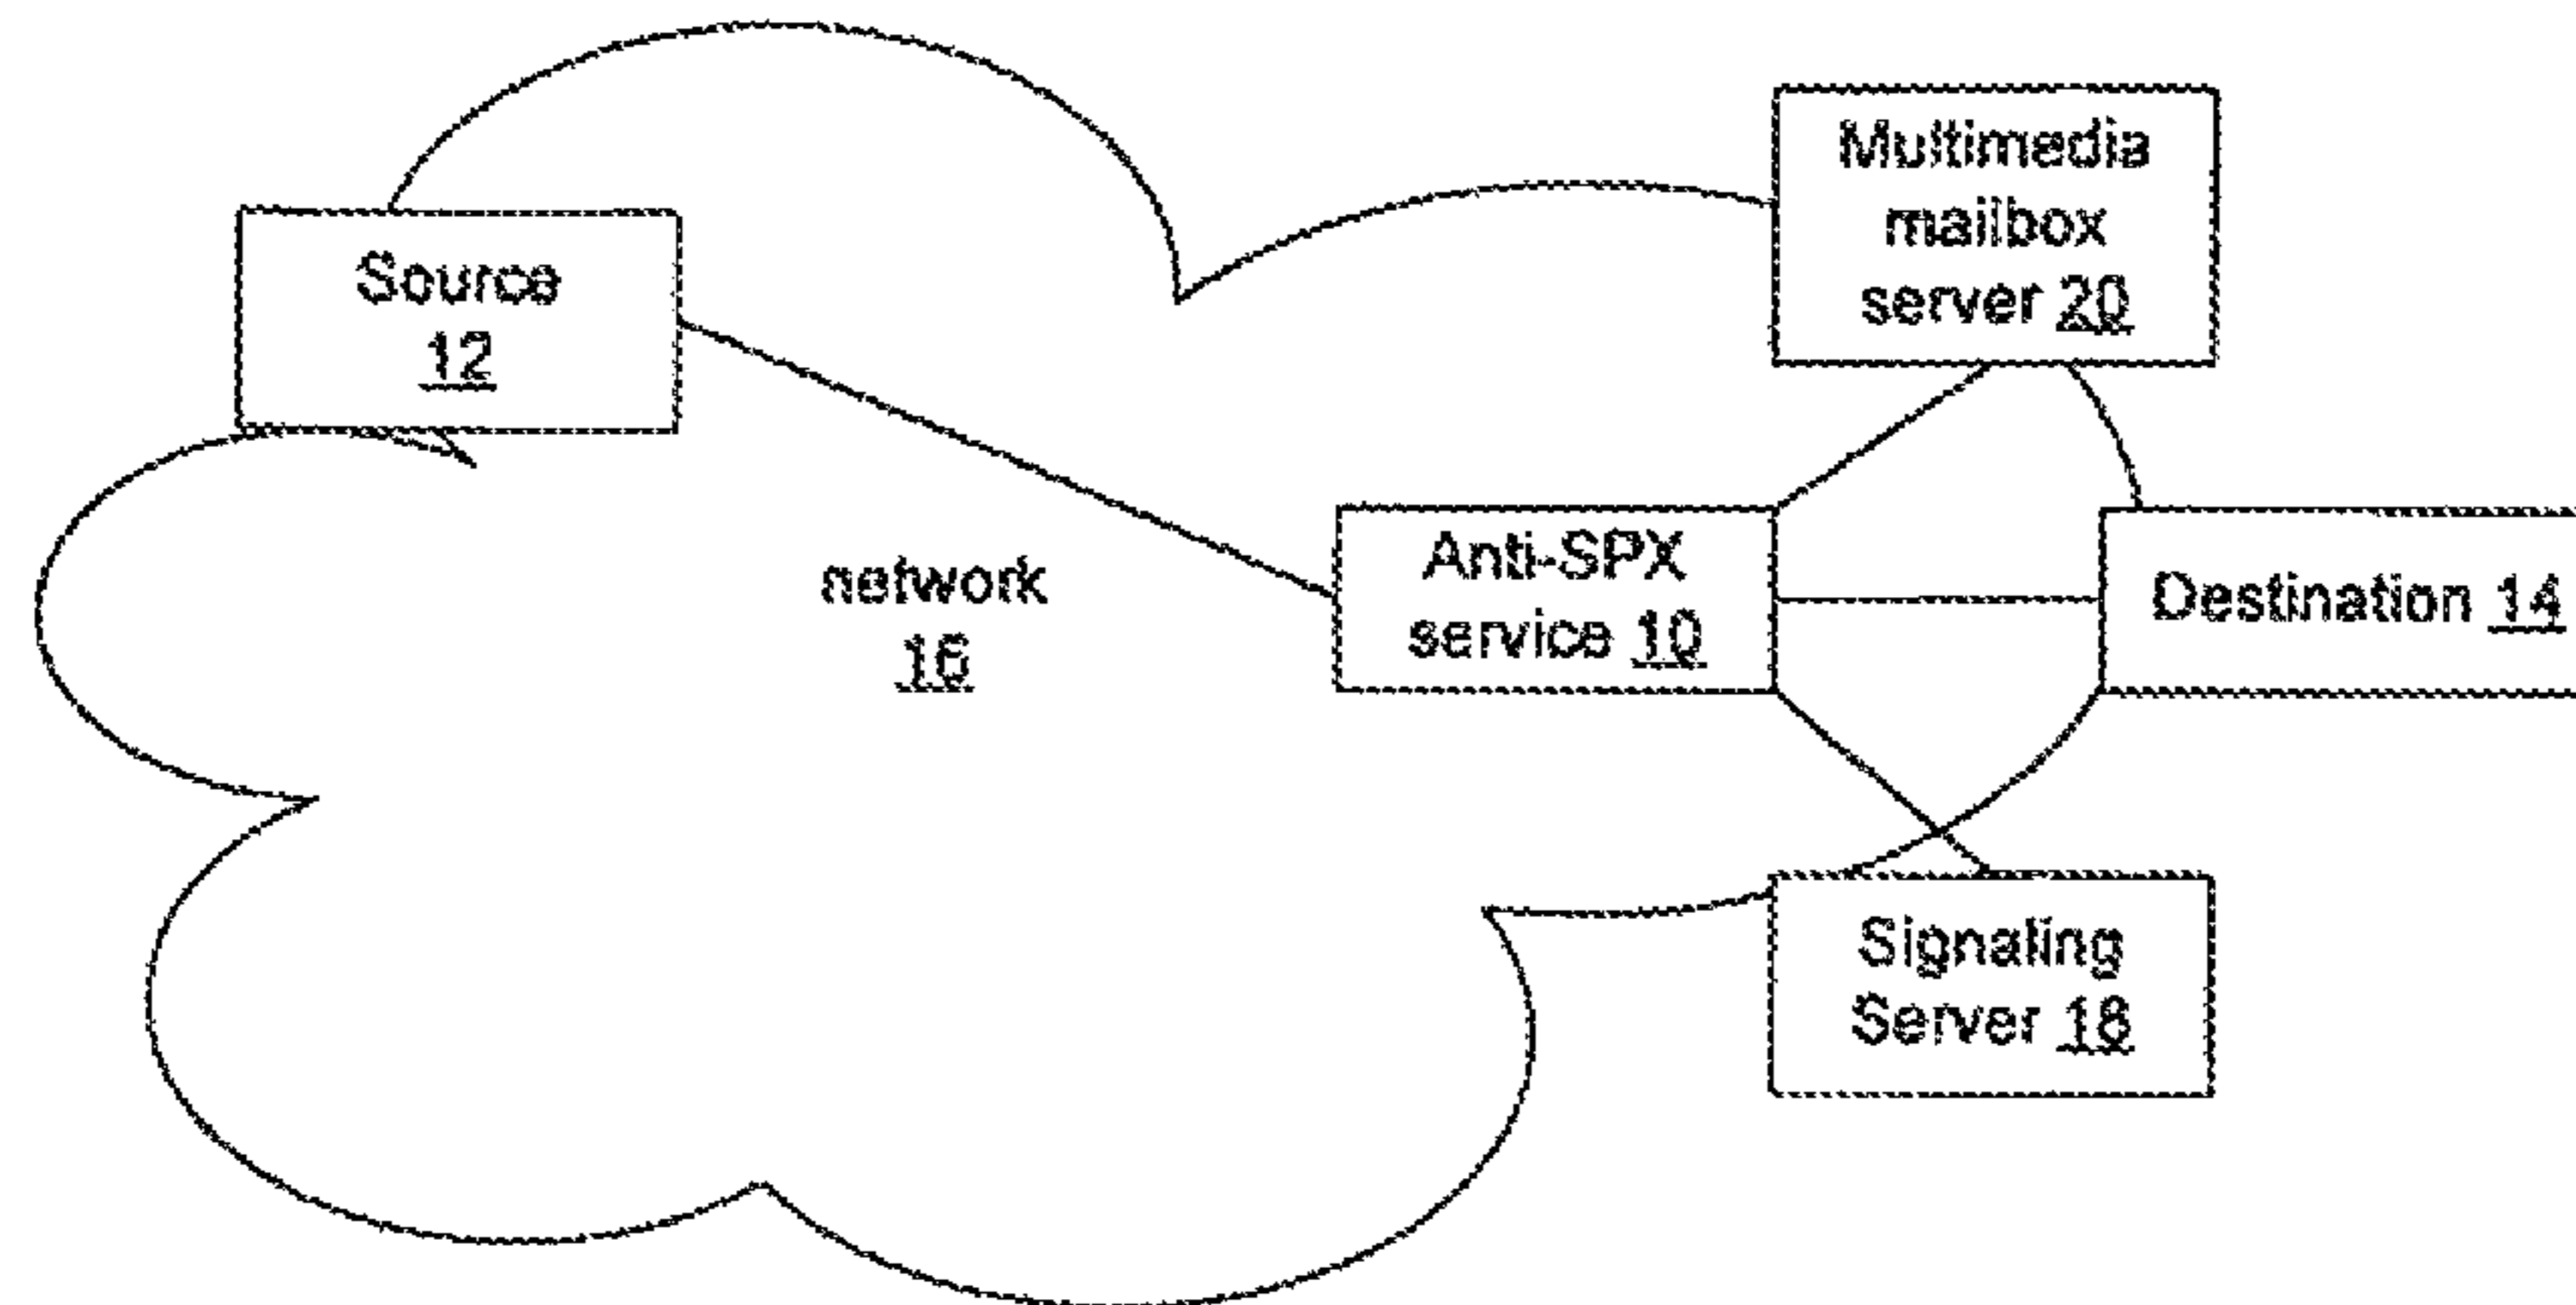 Multimedia
mailbox
server 20
Source
12
Anti-SPX
service 10
network
16
Destination 14
Signaling
Server 18